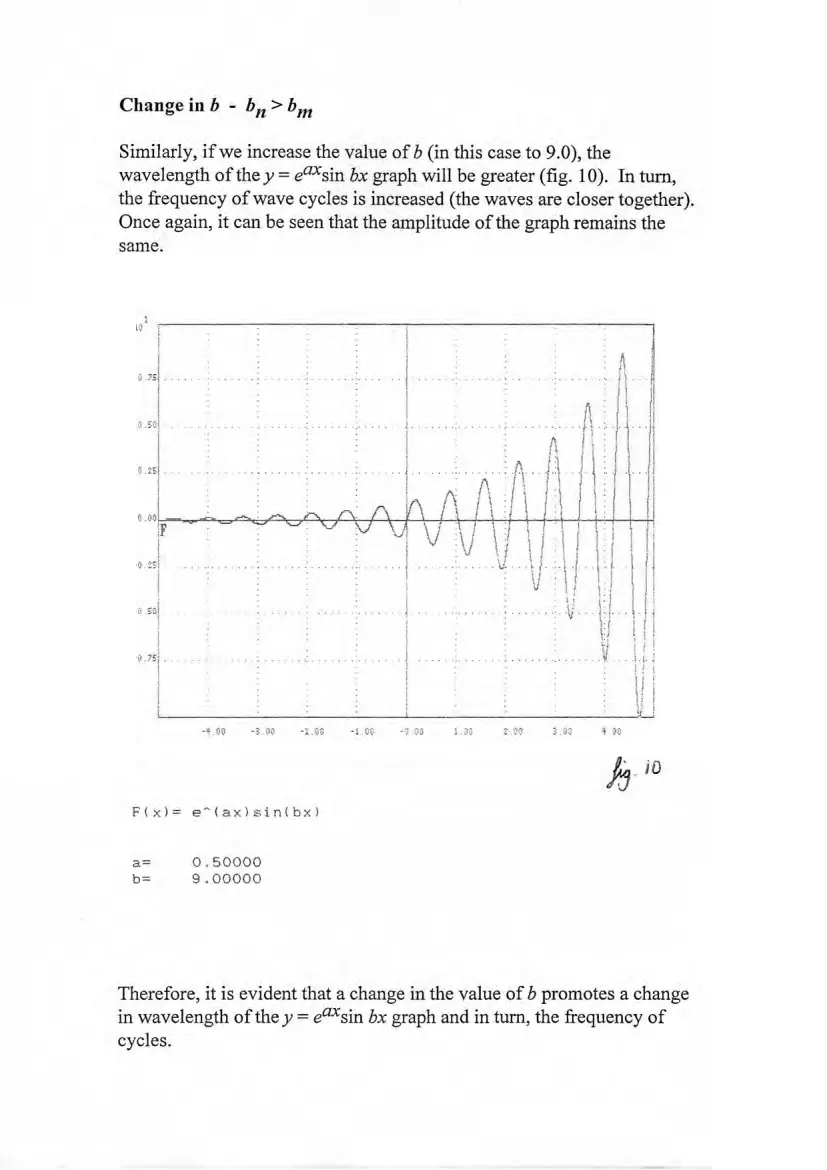 Change in b - bn > bm
Similarly, if we increase the value of b (in this case to 9.0), the
wavelength of the y = e^ax sin bx graph will be greater (fig. 10). In turn,
the frequency of wave cycles is increased (the waves are closer together).
Once again, it can be seen that the amplitude of the graph remains the
same.
10 1
0.75
0.50
0.25
0.00
F
-0.25
-0.50
-0.75
-4.00 -3.00 -2.00 -1.00 -0.00 1.00 2.00 3.00 4.00
fig. 10
F(x)= e^(ax)sin(bx)
a= 0.50000
b= 9.00000
Therefore, it is evident that a change in the value of b promotes a change
in wavelength of the y = e^ax sin bx graph and in turn, the frequency of
cycles.